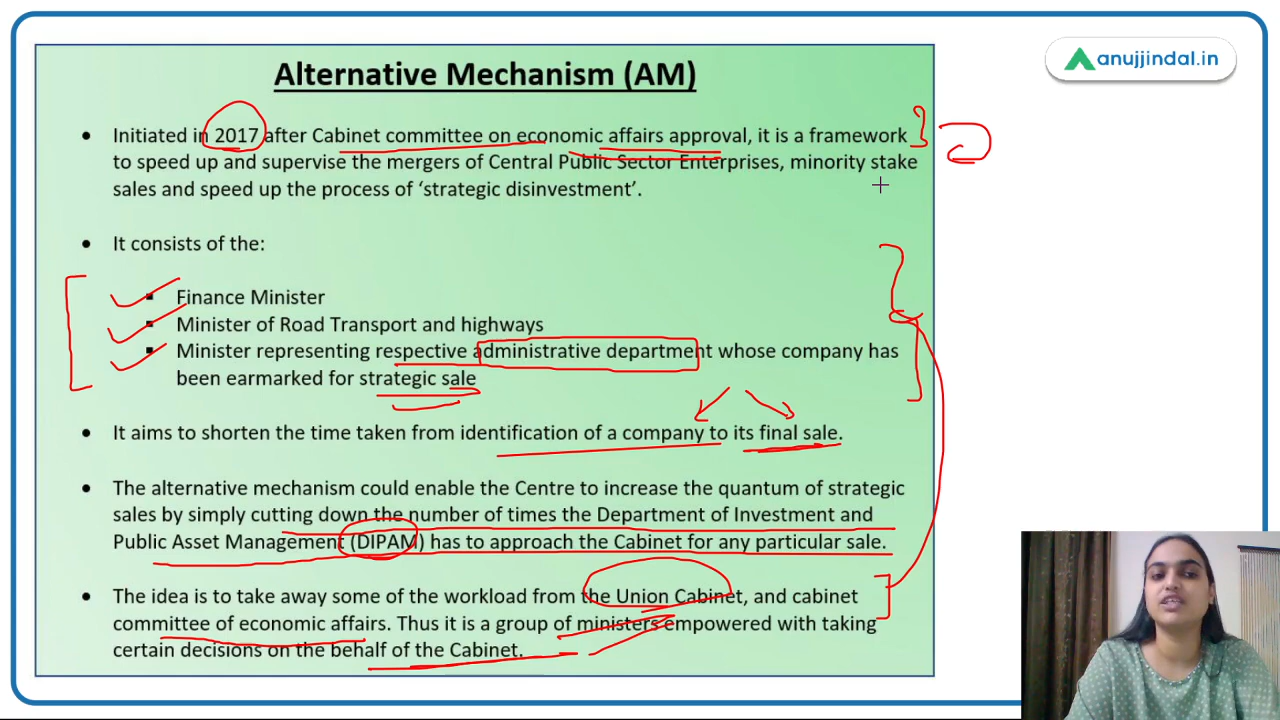 Alternative Mechanism (AM)
anujjindal.in
• Initiated in 2017 after Cabinet committee on economic affairs approval, it is a framework
to speed up and supervise the mergers of Central Public Sector Enterprises, minority stake
sales and speed up the process of ‘strategic disinvestment’.
• It consists of the:
▪ Finance Minister
▪ Minister of Road Transport and highways
▪ Minister representing respective administrative department whose company has
been earmarked for strategic sale
• It aims to shorten the time taken from identification of a company to its final sale.
• The alternative mechanism could enable the Centre to increase the quantum of strategic
sales by simply cutting down the number of times the Department of Investment and
Public Asset Management (DIPAM) has to approach the Cabinet for any particular sale.
• The idea is to take away some of the workload from the Union Cabinet, and cabinet
committee of economic affairs. Thus it is a group of ministers empowered with taking
certain decisions on the behalf of the Cabinet.